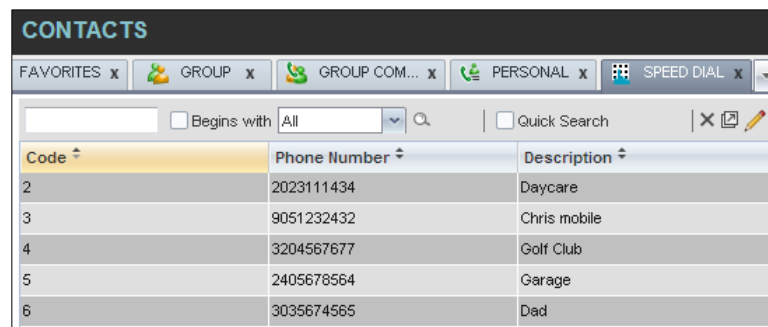 CONTACTS
FAVORITES x GROUP x GROUP COM... x PERSONAL x SPEED DIAL x
Begins with All Quick Search
Code Phone Number Description
2 2023111434 Daycare
3 9051232432 Chris mobile
4 3204567677 Golf Club
5 2405678564 Garage
6 3035674565 Dad